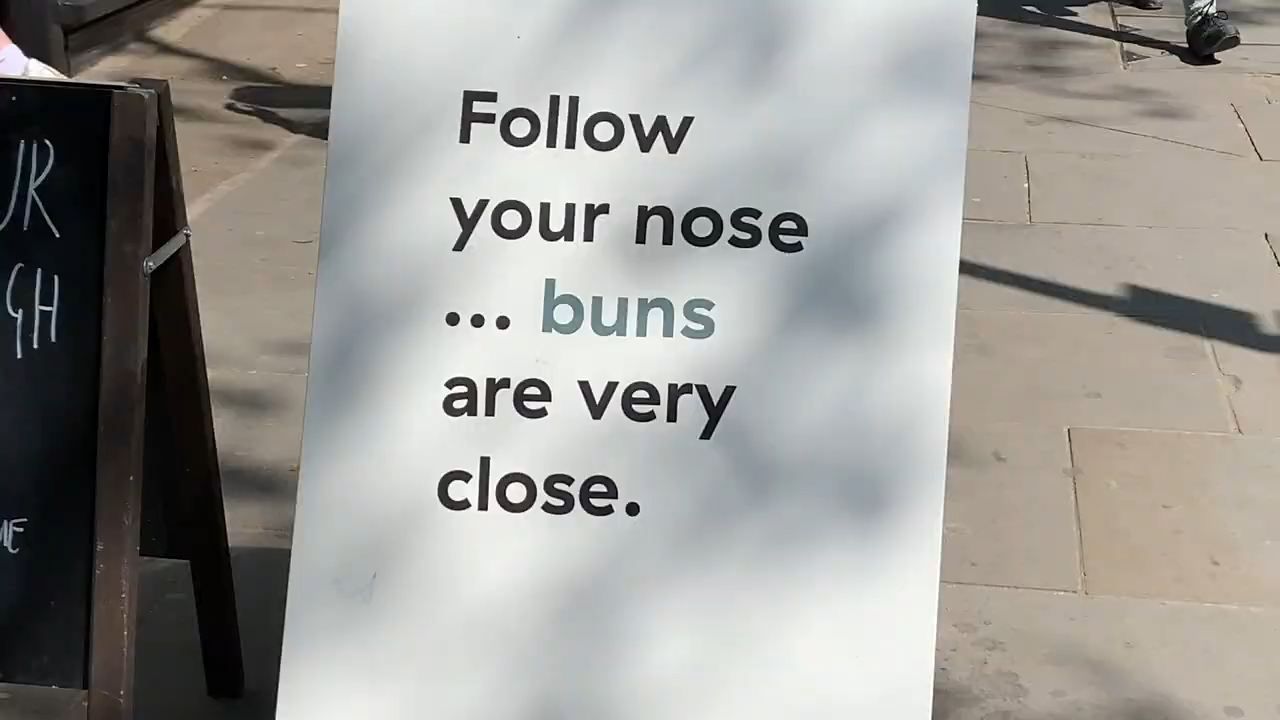 Follow
your nose
... buns
are very
close.